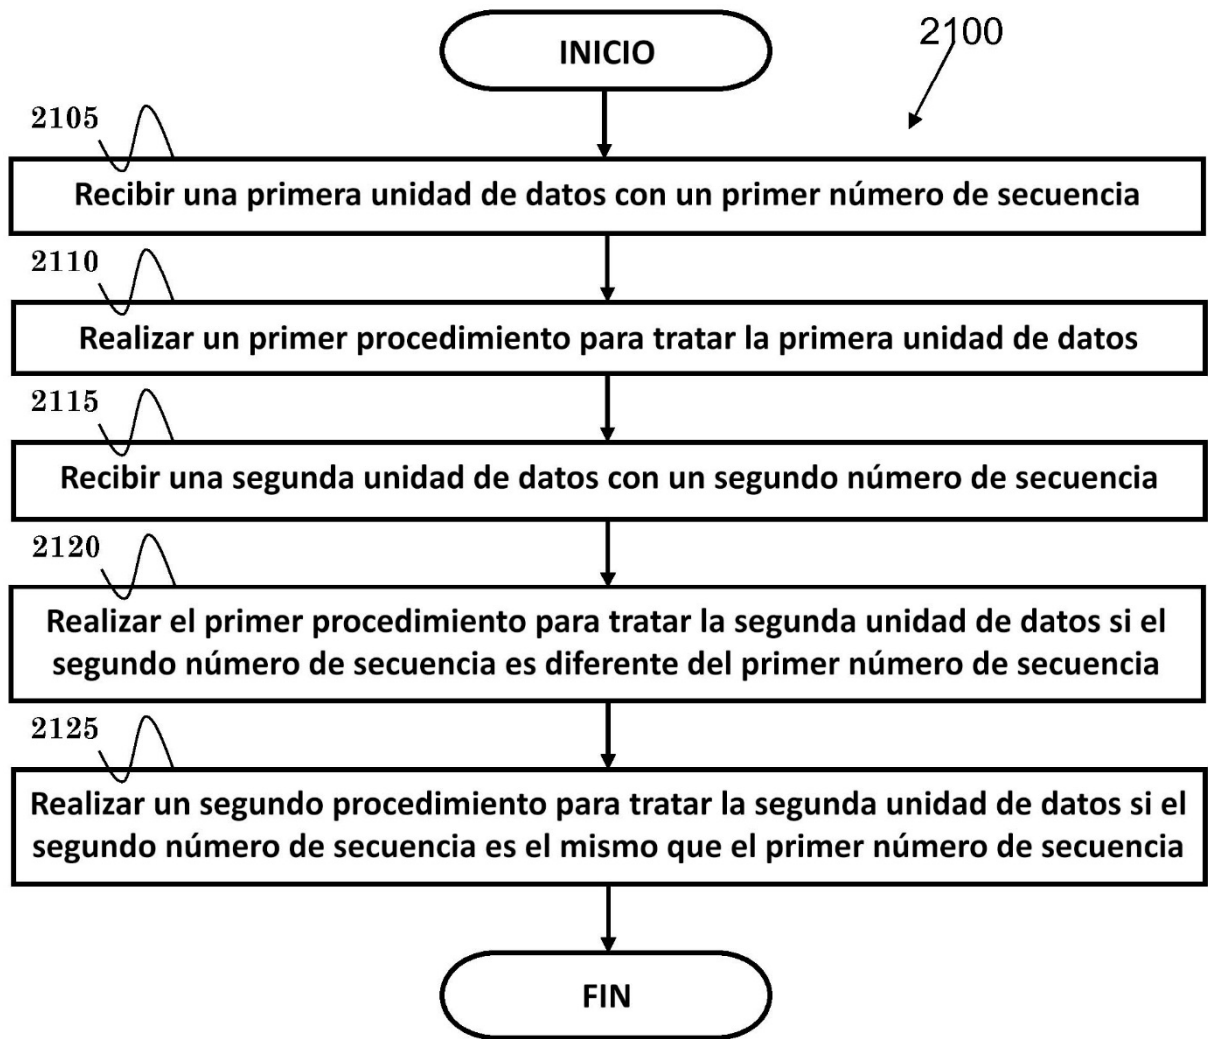 INICIO
2100
2105
Recibir una primera unidad de datos con un primer número de secuencia
2110
Realizar un primer procedimiento para tratar la primera unidad de datos
2115
Recibir una segunda unidad de datos con un segundo número de secuencia
2120
Realizar el primer procedimiento para tratar la segunda unidad de datos si el
segundo número de secuencia es diferente del primer número de secuencia
2125
Realizar un segundo procedimiento para tratar la segunda unidad de datos si el
segundo número de secuencia es el mismo que el primer número de secuencia
FIN